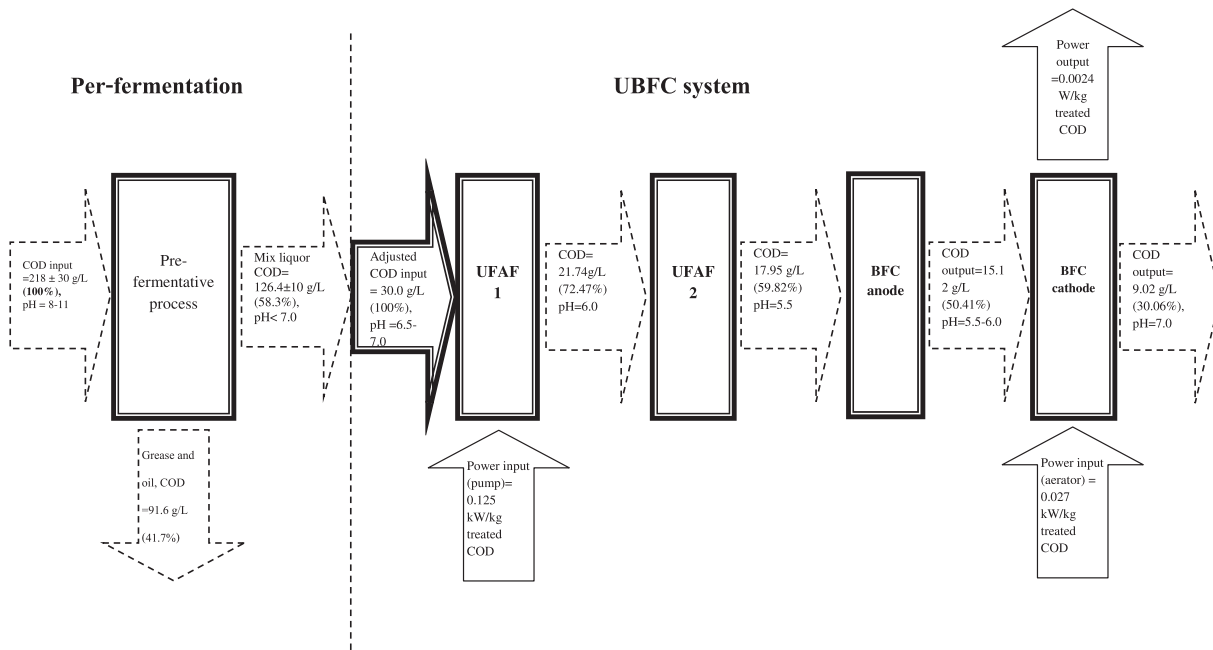 Per-fermentation
UBFC system
Power
output
=0.0024
W/kg
treated
COD
COD input
=218 ± 30 g/L
(100%),
pH = 8-11
Pre-
fermentative
process
Mix liquor
COD=
126.4±10 g/L
(58.3%)
pH< 7.0
Adjusted
COD input
= 30.0 g/L
(100%),
pH =6.5-
7.0
UFAF
1
COD=
21.74g/L
(72.47%)
pH=6.0
UFAF
2
COD=
17.95 g/L
(59.82%)
pH=5.5
BFC
anode
COD
output=15.1
2 g/L
(50.41%)
pH=5.5-6.0
BFC
cathode
COD
output=
9.02 g/L
(30.06%),
pH=7.0
Grease and
oil, COD
=91.6 g/L
(41.7%)
Power input
(pump)=
0.125
kW/kg
treated
COD
Power input
(aerator) =
0.027
kW/kg
treated
COD